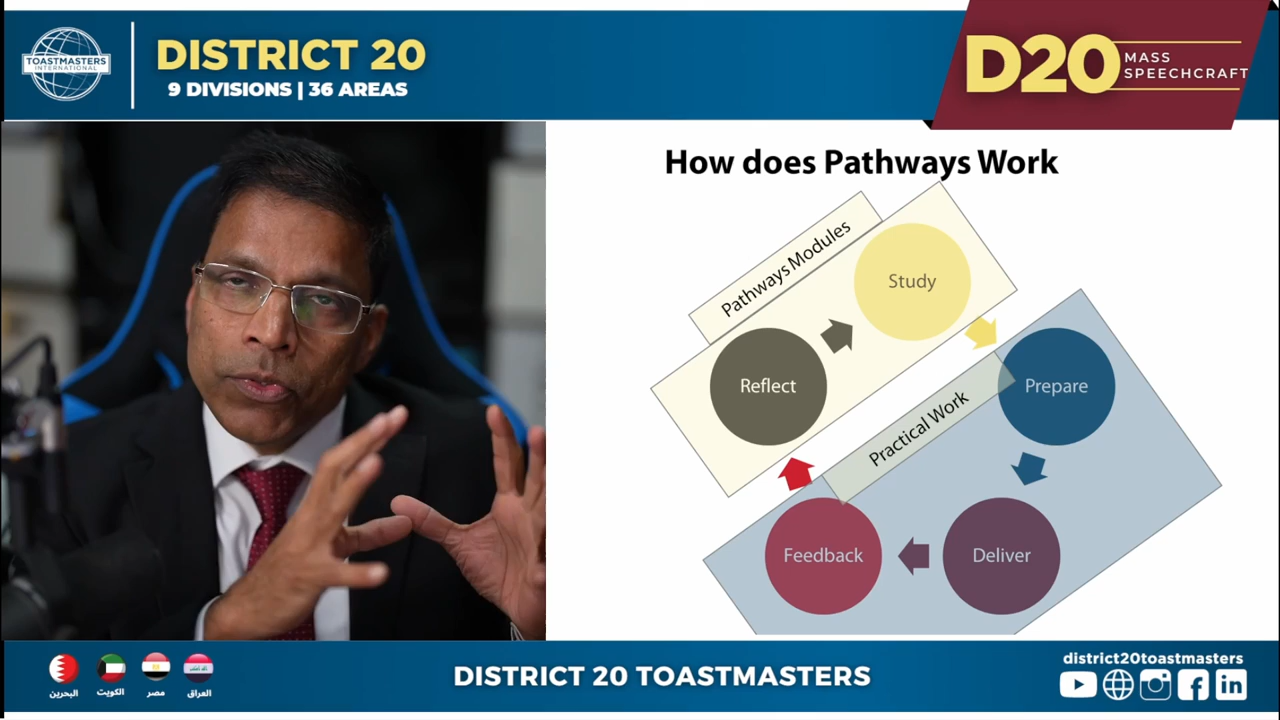 TOASTMASTERS
INTERNATIONAL
DISTRICT 20
9 DIVISIONS | 36 AREAS
D20
MASS
SPEECHCRAFT
How does Pathways Work
Pathways Modules
Study
Reflect
Prepare
Practical Work
Feedback
Deliver
البحرين
الكويت
مصر
العراق
DISTRICT 20 TOASTMASTERS
district20toastmasters